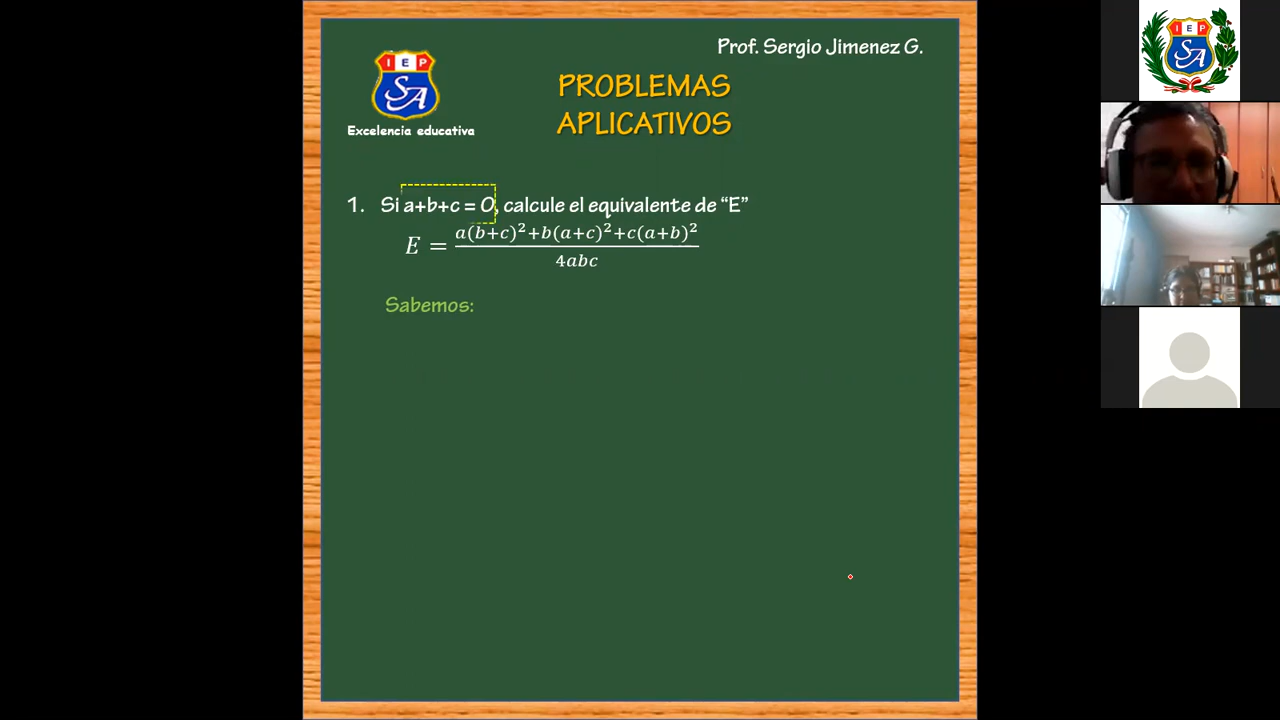 Prof. Sergio Jimenez G.
IEP
SA
Excelencia educativa
PROBLEMAS
APLICATIVOS
1. Si a+b+c = 0, calcule el equivalente de “E”
E = \frac{a(b+c)^2+b(a+c)^2+c(a+b)^2}{4abc}
Sabemos:
IEP
SA